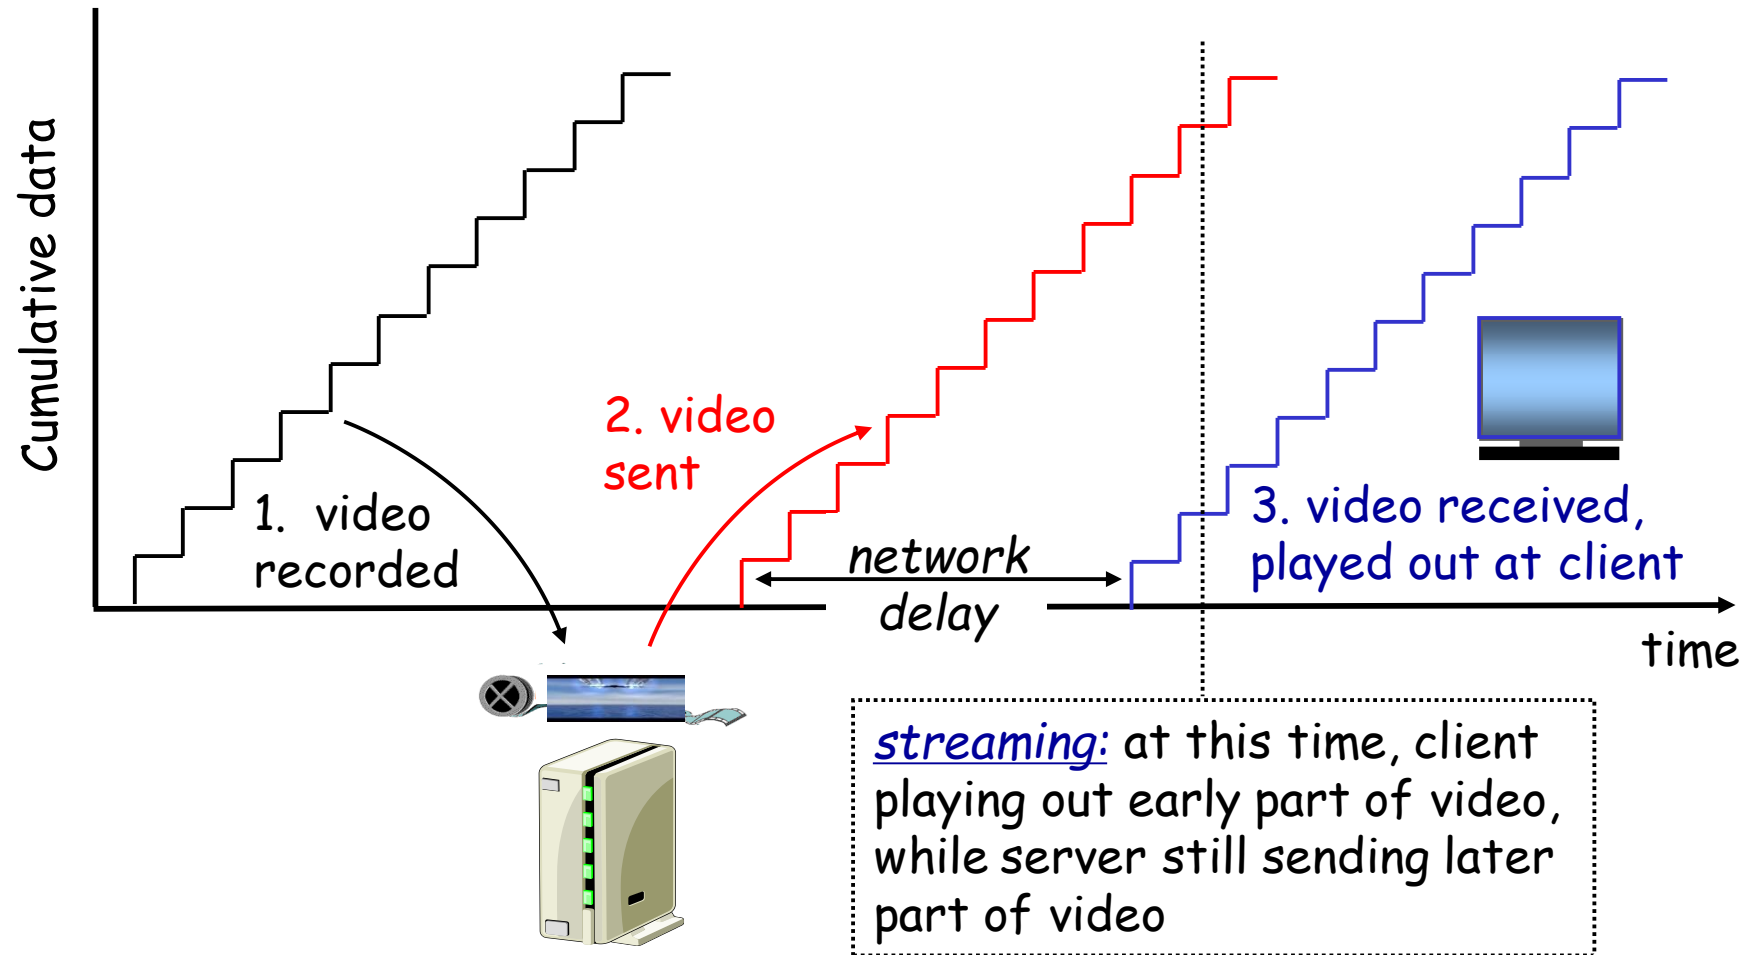 Cumulative data
1. video
recorded
2. video
sent
network
delay
3. video received,
played out at client
time
streaming: at this time, client
playing out early part of video,
while server still sending later
part of video